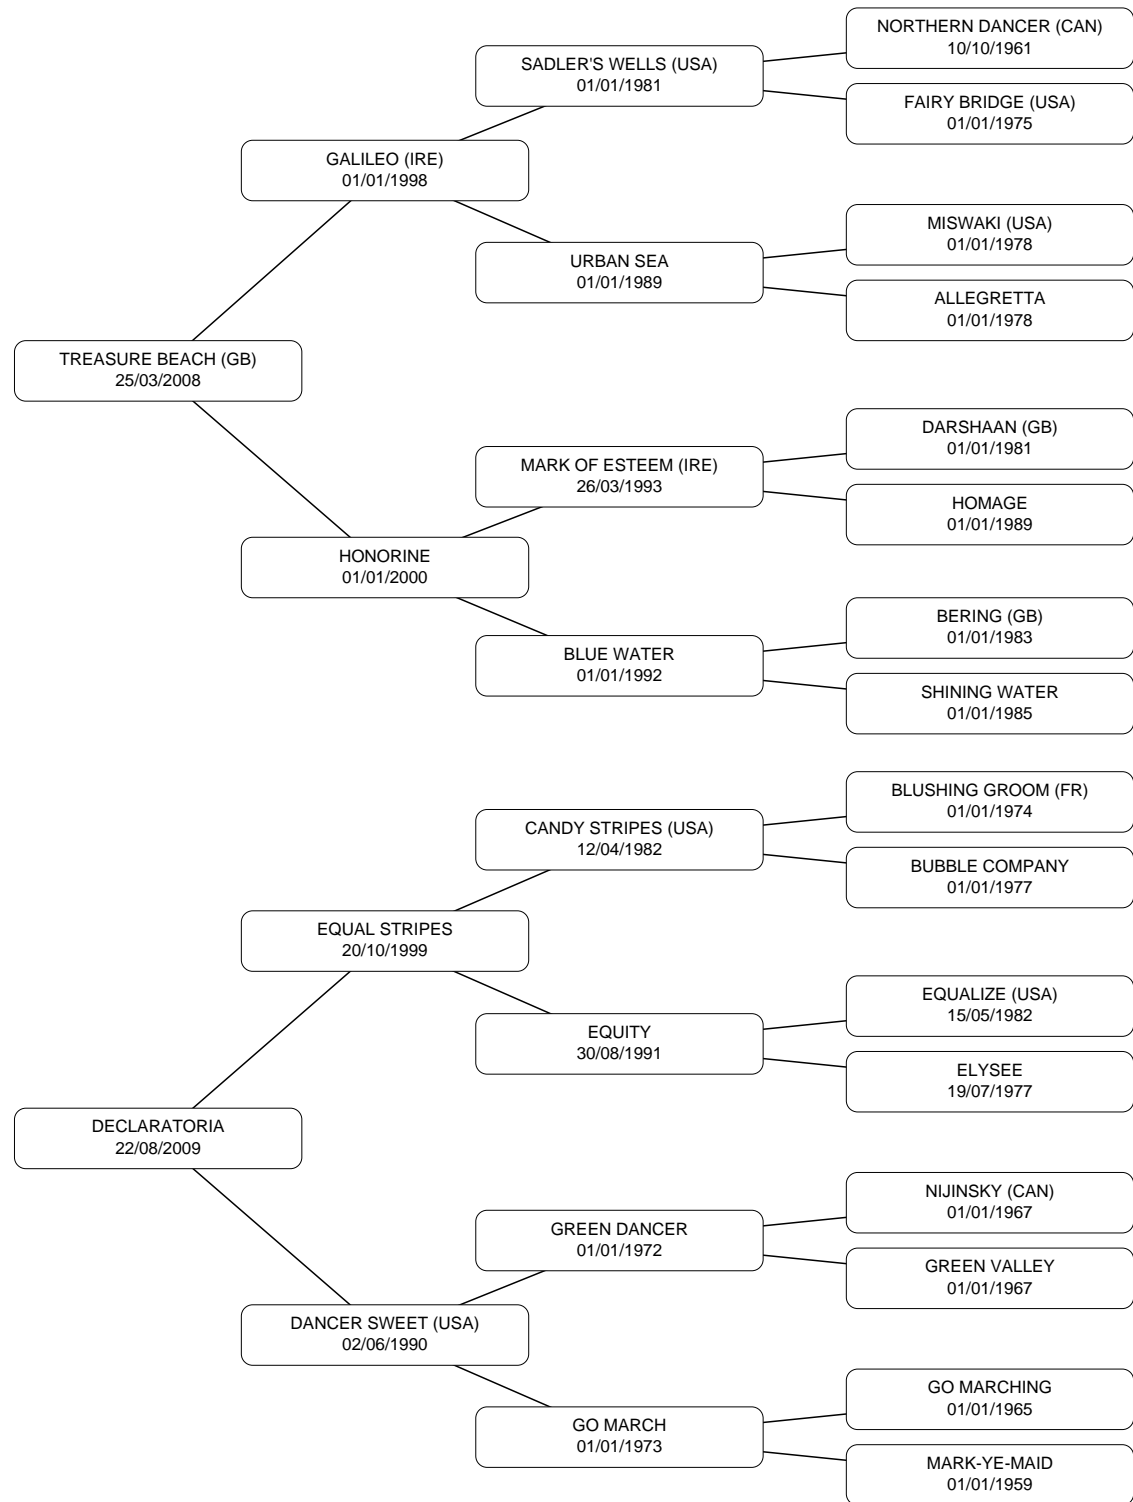 NORTHERN DANCER (CAN)
10/10/1961
SADLER'S WELLS (USA)
01/01/1981
FAIRY BRIDGE (USA)
01/01/1975
GALILEO (IRE)
01/01/1998
MISWAKI (USA)
01/01/1978
URBAN SEA
01/01/1989
ALLEGRETTA
01/01/1978
TREASURE BEACH (GB)
25/03/2008
DARSHAAN (GB)
01/01/1981
MARK OF ESTEEM (IRE)
26/03/1993
HOMAGE
01/01/1989
HONORINE
01/01/2000
BERING (GB)
01/01/1983
BLUE WATER
01/01/1992
SHINING WATER
01/01/1985
BLUSHING GROOM (FR)
01/01/1974
CANDY STRIPES (USA)
12/04/1982
BUBBLE COMPANY
01/01/1977
EQUAL STRIPES
20/10/1999
EQUALIZE (USA)
15/05/1982
EQUITY
30/08/1991
ELYSEE
19/07/1977
DECLARATORIA
22/08/2009
NIJINSKY (CAN)
01/01/1967
GREEN DANCER
01/01/1972
GREEN VALLEY
01/01/1967
DANCER SWEET (USA)
02/06/1990
GO MARCHING
01/01/1965
GO MARCH
01/01/1973
MARK-YE-MAID
01/01/1959